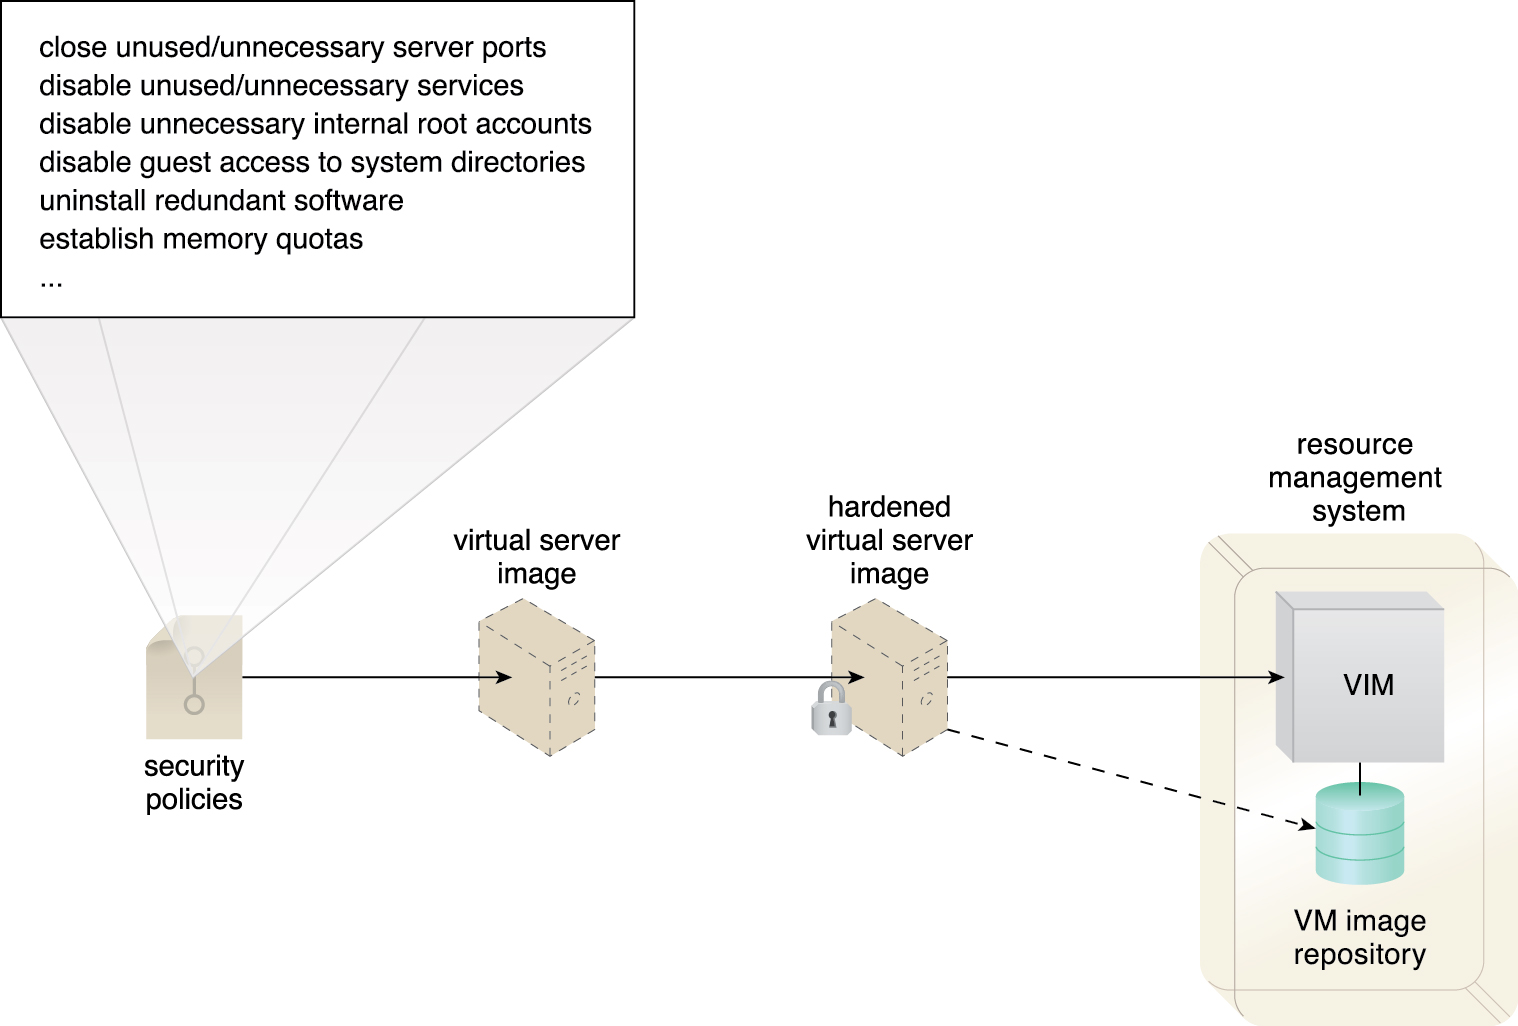 close unused/unnecessary server ports
disable unused/unnecessary services
disable unnecessary internal root accounts
disable guest access to system directories
uninstall redundant software
establish memory quotas
...
resource
management
system
hardened
virtual server
image
virtual server
image
VIM
security
policies
VM image
repository